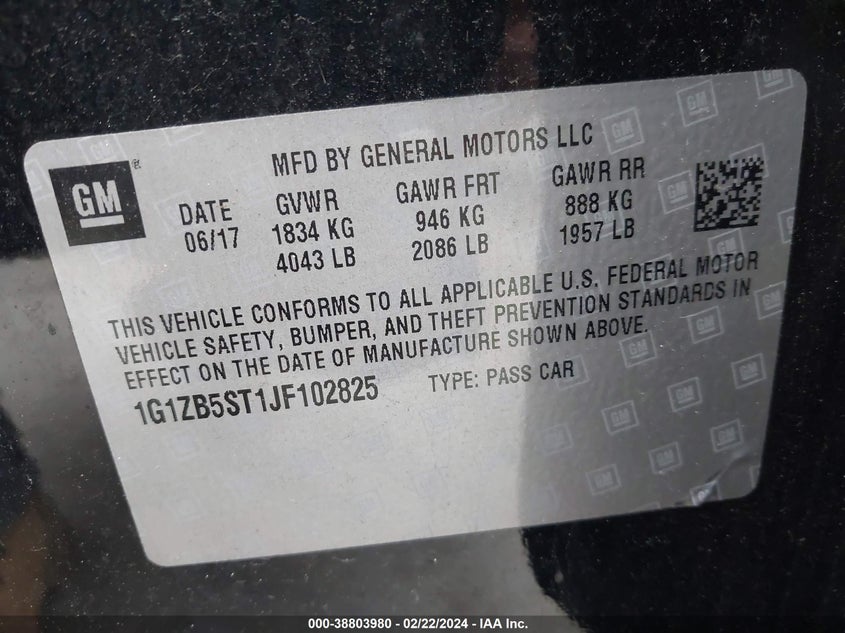 MFD BY GENERAL MOTORS LLC
GM ®
DATE GVWR GAWR FRT GAWR RR
06/17 1834 KG 946 KG 888 KG
4043 LB 2086 LB 1957 LB
THIS VEHICLE CONFORMS TO ALL APPLICABLE U.S. FEDERAL MOTOR
VEHICLE SAFETY, BUMPER, AND THEFT PREVENTION STANDARDS IN
EFFECT ON THE DATE OF MANUFACTURE SHOWN ABOVE.
1G1ZB5ST1JF102825 TYPE: PASS CAR
000-38803980 - 02/22/2024 - IAA Inc.